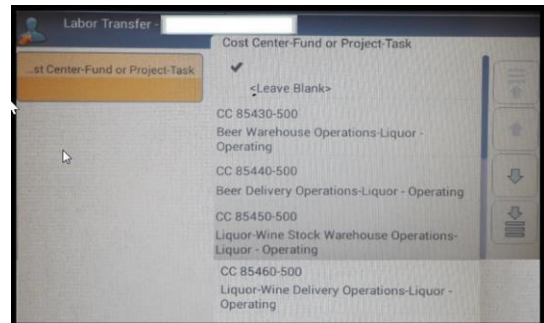 Labor Transfer -
Cost Center-Fund or Project-Task
...st Center-Fund or Project-Task
<Leave Blank>
CC 85430-500
Beer Warehouse Operations-Liquor -
Operating
CC 85440-500
Beer Delivery Operations-Liquor - Operating
CC 85450-500
Liquor-Wine Stock Warehouse Operations-
Liquor - Operating
CC 85460-500
Liquor-Wine Delivery Operations-Liquor -
Operating